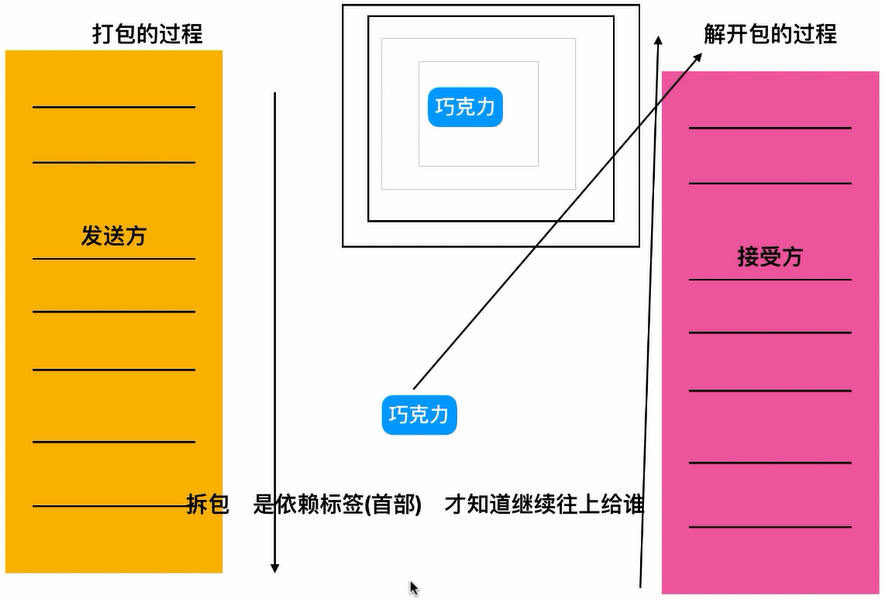 打包的过程
解开包的过程
巧克力
发送方
接受方
巧克力
拆包 是依赖标签(首部) 才知道继续往上给谁